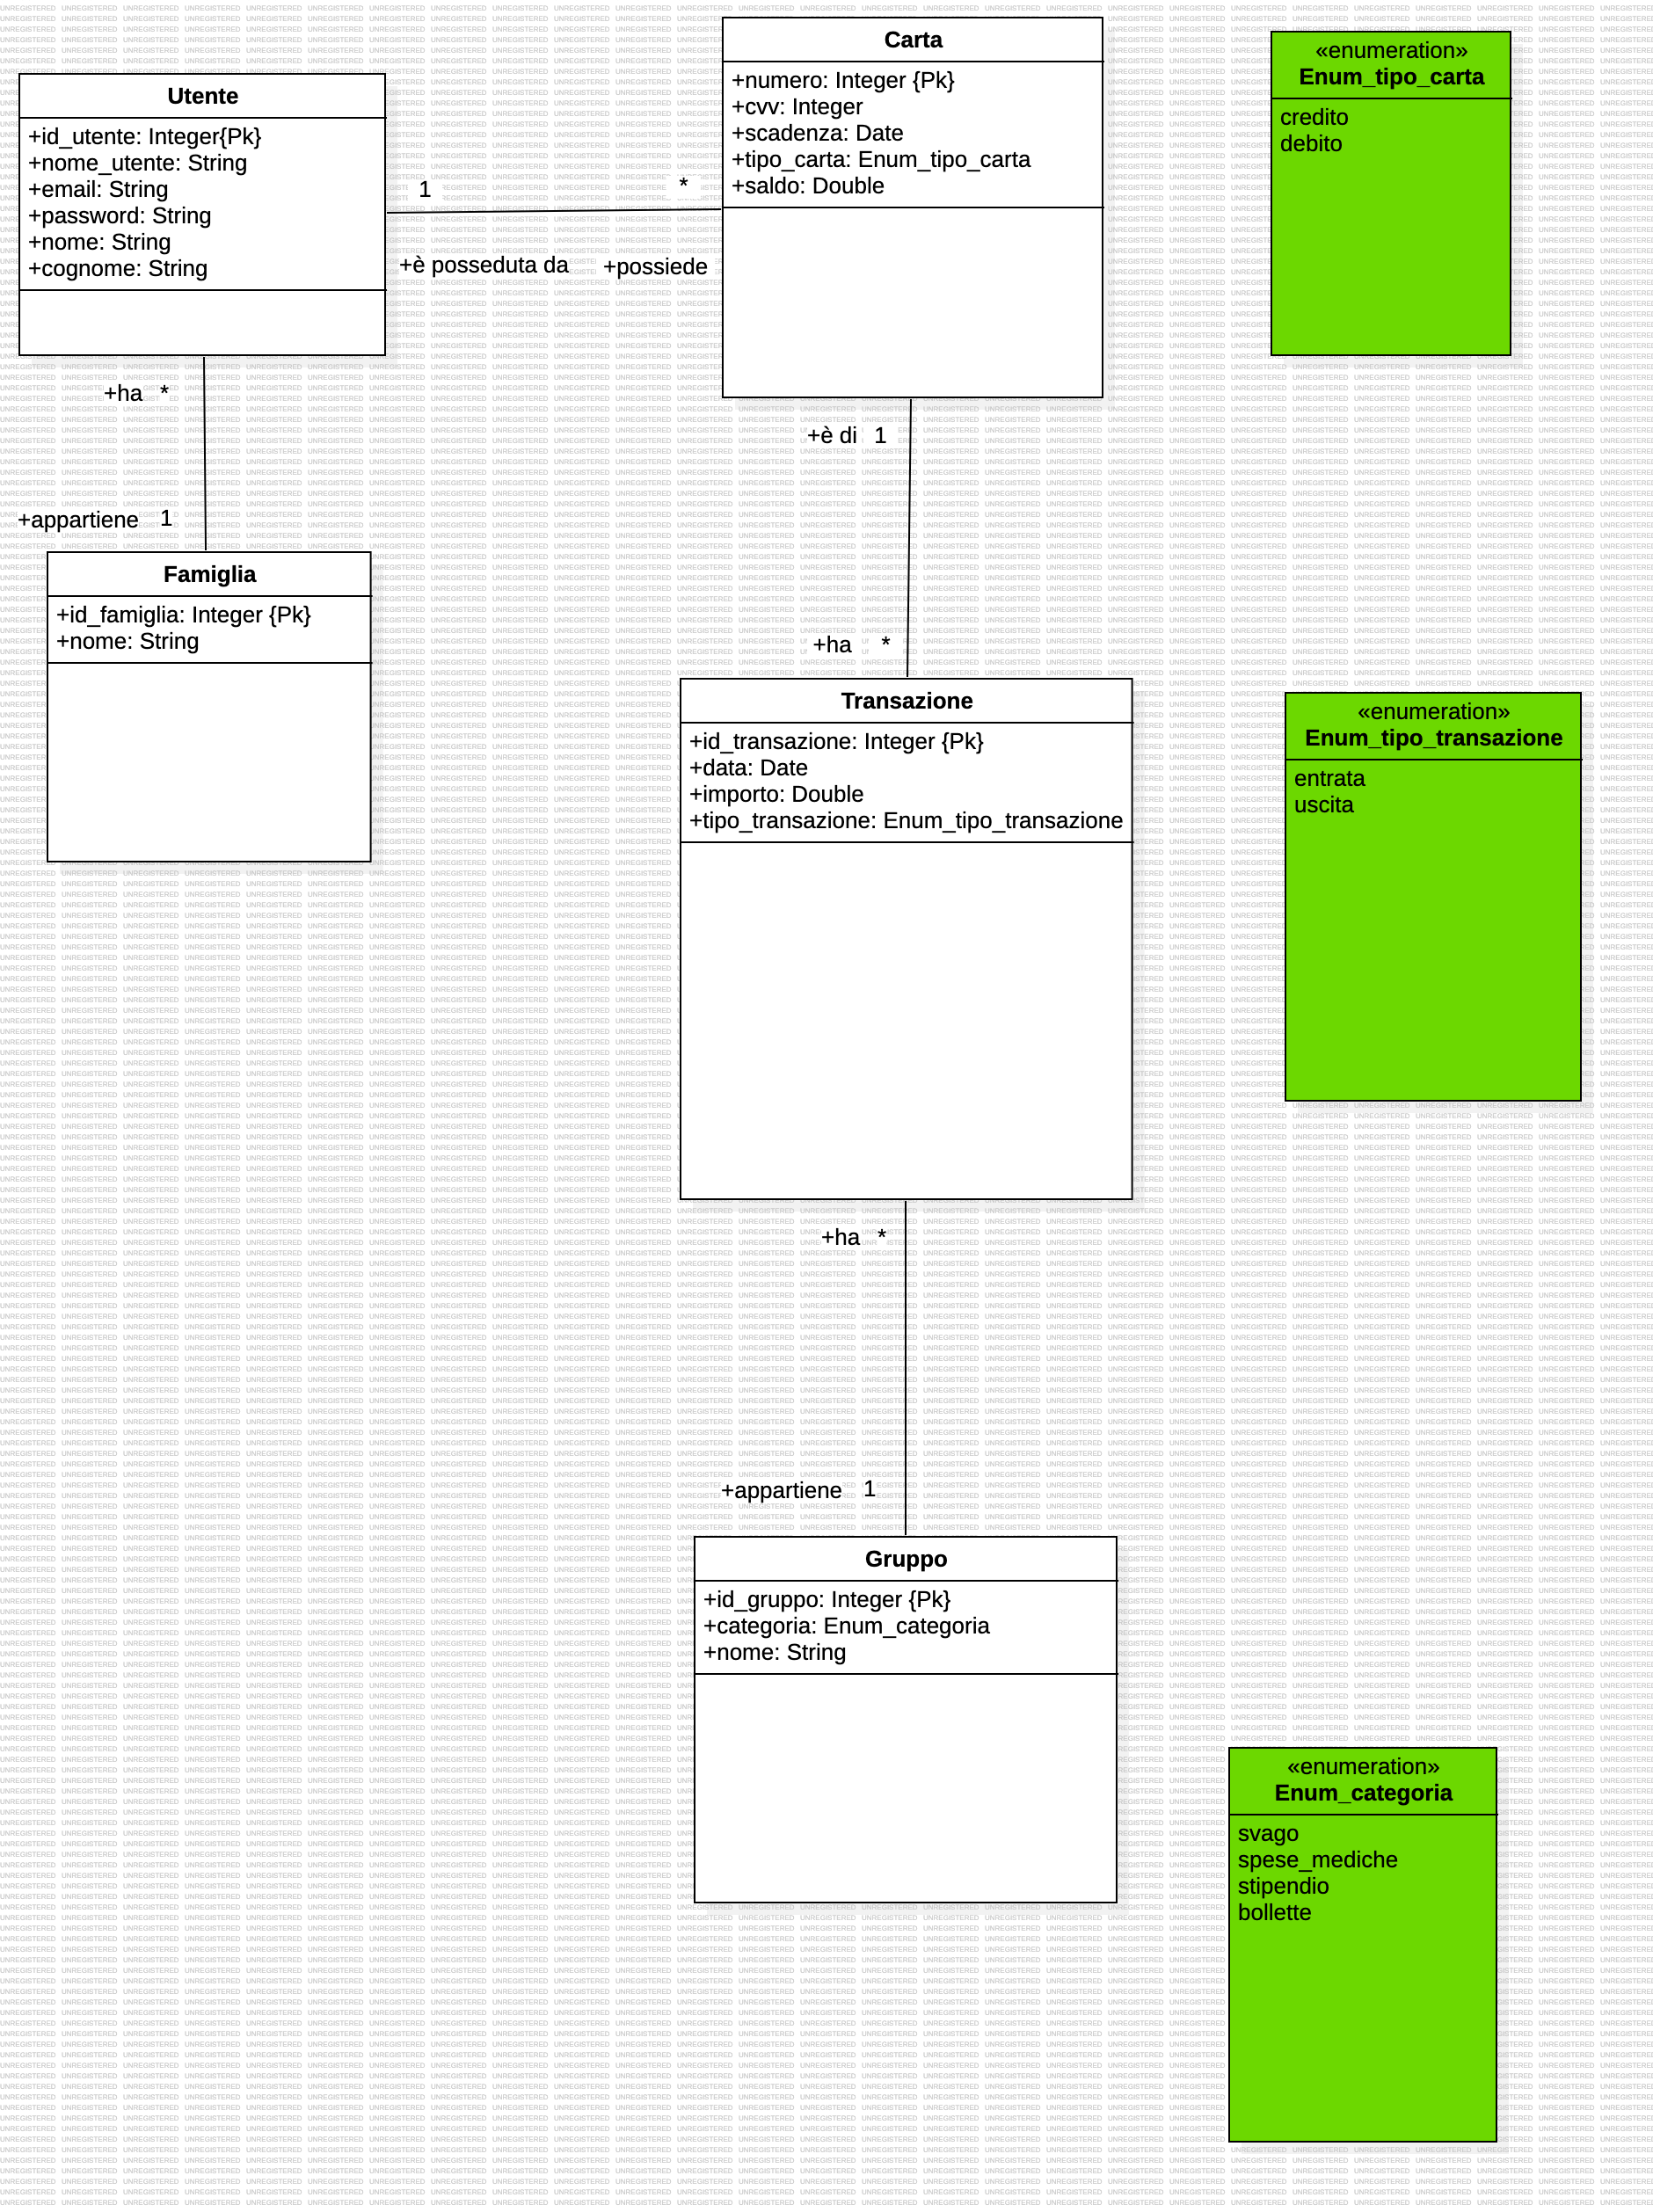 Utente
+id_utente: Integer{Pk}
+nome_utente: String
+email: String
+password: String
+nome: String
+cognome: String
1
*
+è posseduta da
+possiede
Carta
+numero: Integer {Pk}
+cvv: Integer
+scadenza: Date
+tipo_carta: Enum_tipo_carta
+saldo: Double
«enumeration»
Enum_tipo_carta
credito
debito
+ha *
+appartiene 1
Famiglia
+id_famiglia: Integer {Pk}
+nome: String
+è di 1
+ha *
Transazione
+id_transazione: Integer {Pk}
+data: Date
+importo: Double
+tipo_transazione: Enum_tipo_transazione
«enumeration»
Enum_tipo_transazione
entrata
uscita
+ha *
+appartiene 1
Gruppo
+id_gruppo: Integer {Pk}
+categoria: Enum_categoria
+nome: String
«enumeration»
Enum_categoria
svago
spese_mediche
stipendio
bollette
UNREGISTERED